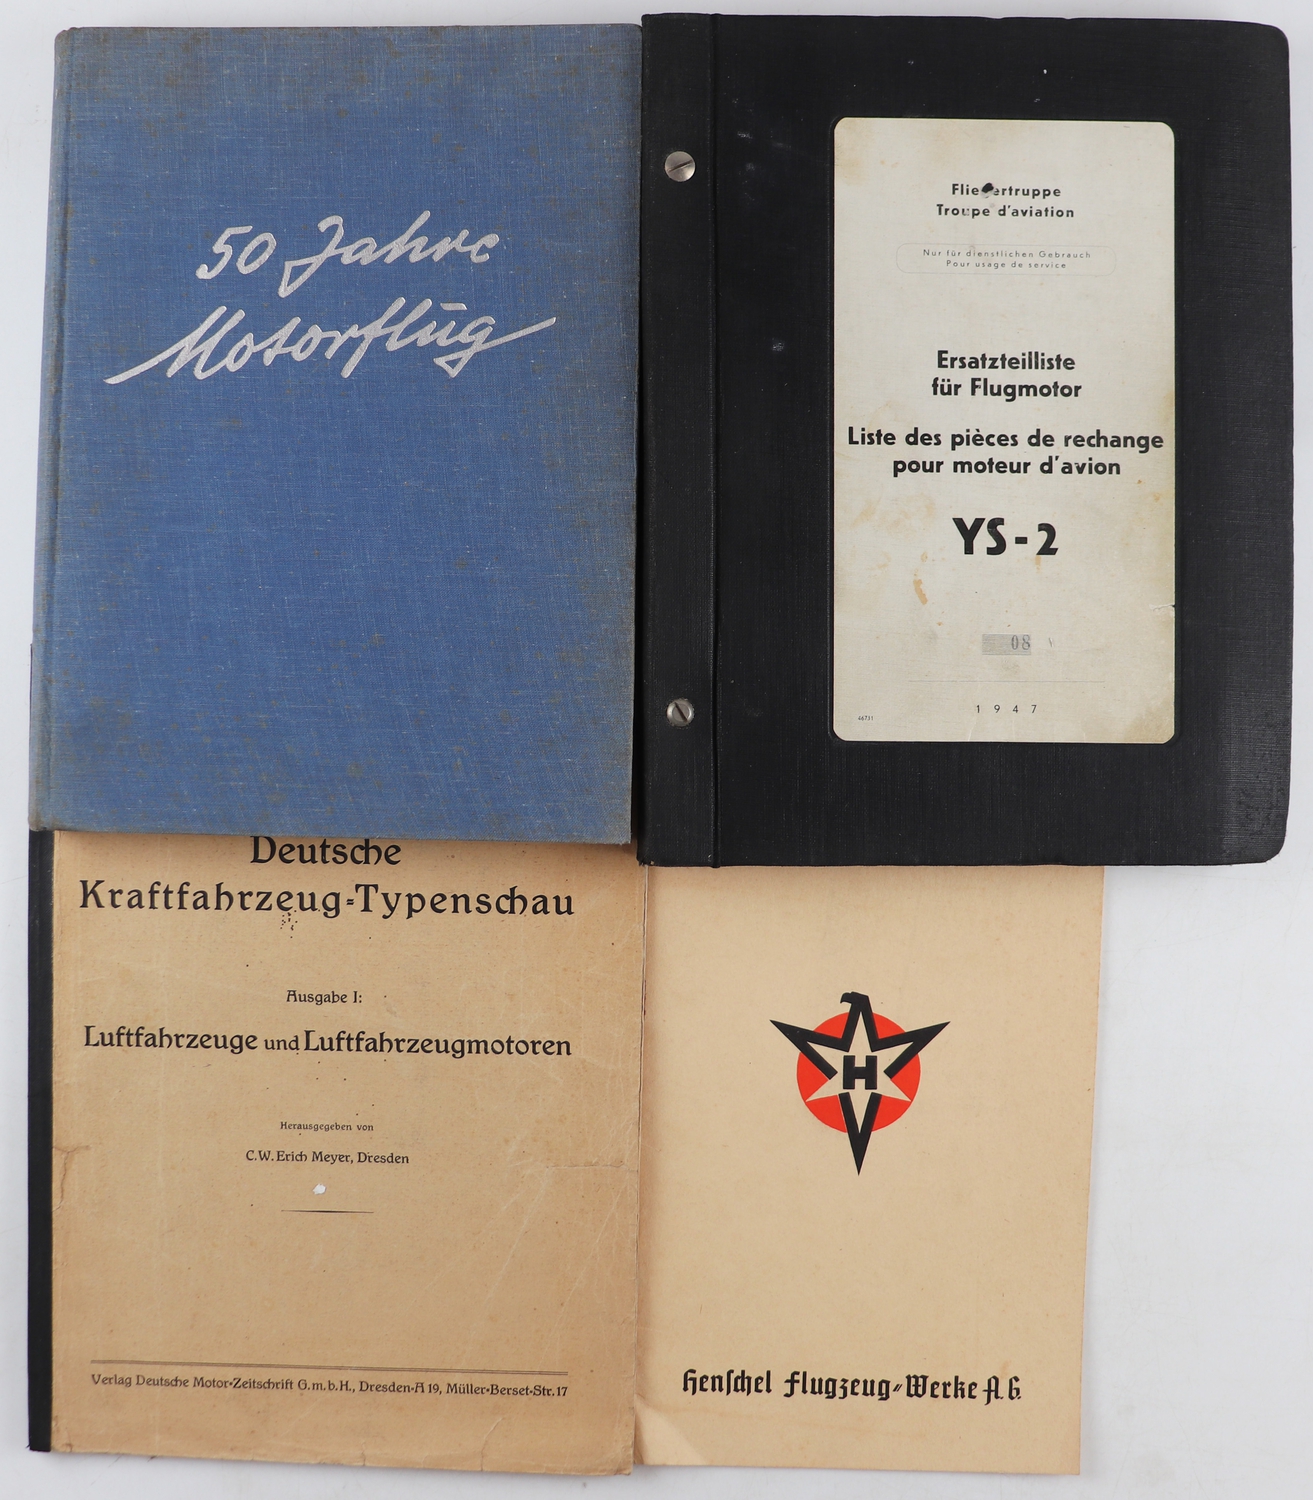 50 Jahre
Motorflug
Fliegertruppe
Troupe d'aviation
Nur für dienstlichen Gebrauch
Pour usage de service
Ersatzteilliste
für Flugmotor
Liste des pièces de rechange
pour moteur d'avion
YS-2
08
1947
46731
Deutsche
Kraftfahrzeug-Typenschau
Ausgabe I:
Luftfahrzeuge und Luftfahrzeugmotoren
Herausgegeben von
C.W. Erich Meyer, Dresden
Verlag Deutsche Motor-Zeitschrift G.m.b.H., Dresden-A 19, Müller-Berset-Str. 17
H
Henschel Flugzeug-Werke A.G.